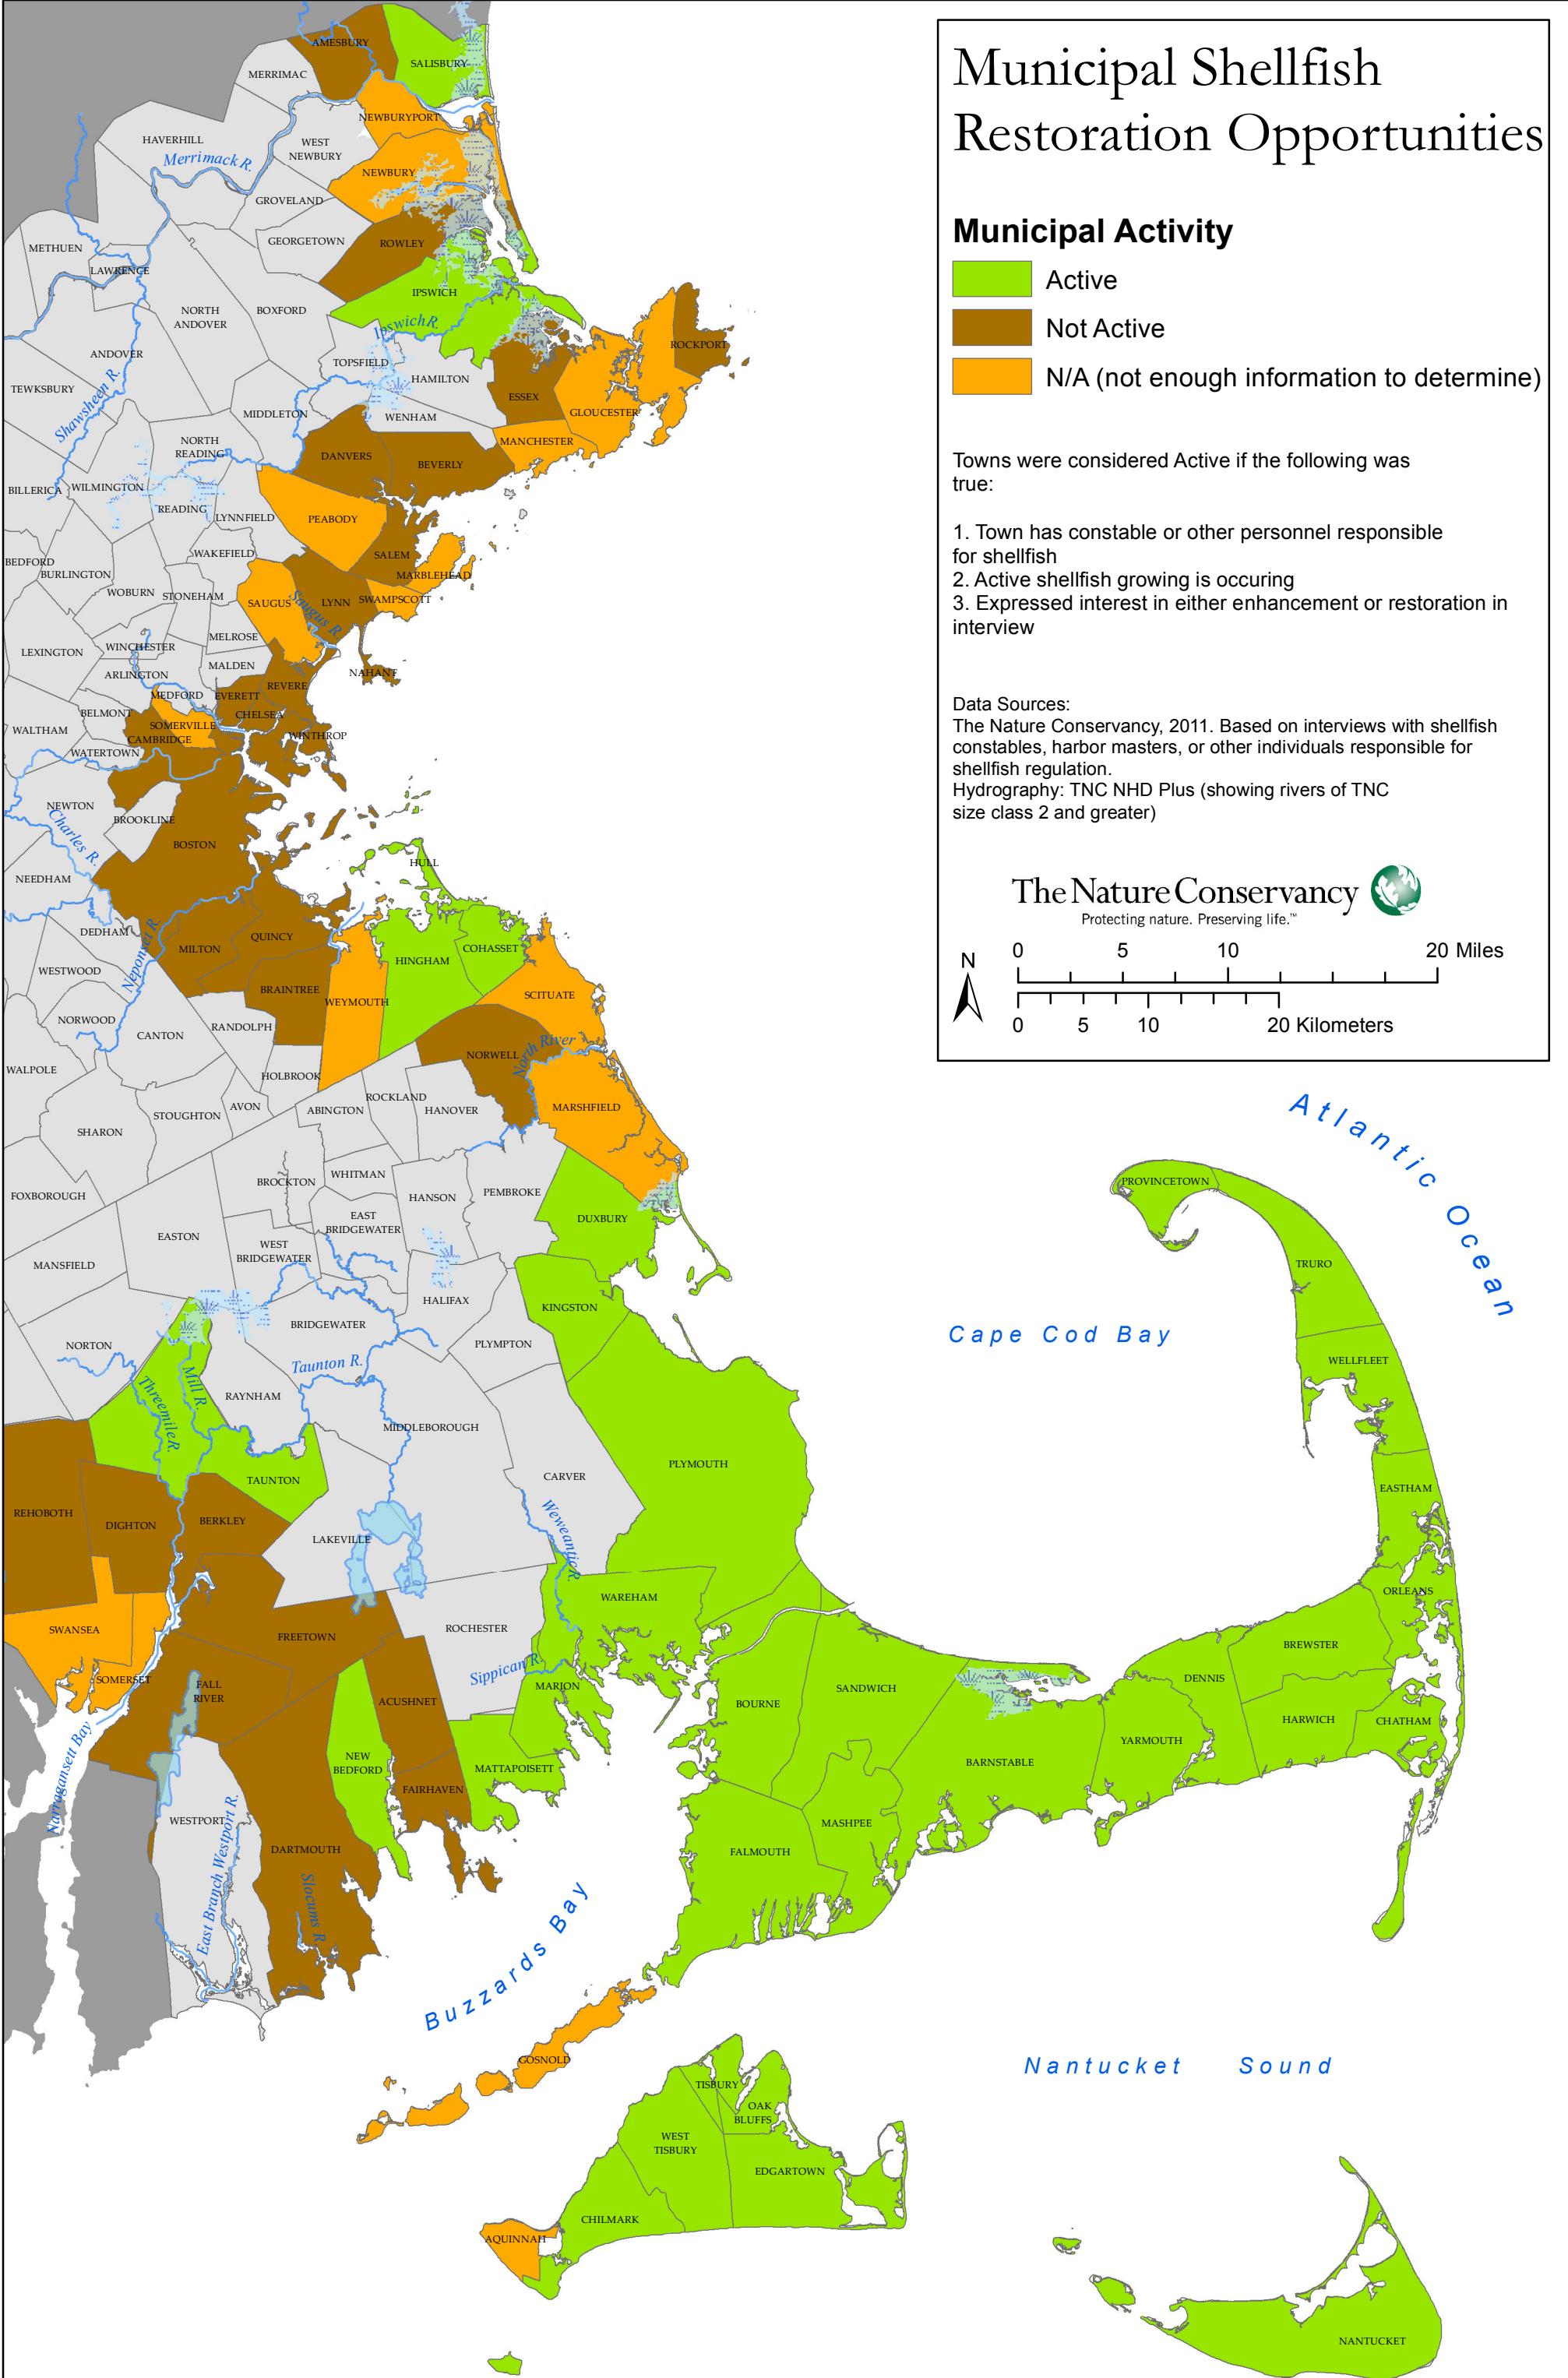 Municipal Shellfish
Restoration Opportunities
Municipal Activity
Active
Not Active
N/A (not enough information to determine)
Towns were considered Active if the following was
true:
1. Town has constable or other personnel responsible
for shellfish
2. Active shellfish growing is occuring
3. Expressed interest in either enhancement or restoration in
interview
Data Sources:
The Nature Conservancy, 2011. Based on interviews with shellfish
constables, harbor masters, or other individuals responsible for
shellfish regulation.
Hydrography: TNC NHD Plus (showing rivers of TNC
size class 2 and greater)
The Nature Conservancy
Protecting nature. Preserving life.™
N
0 5 10 20 Miles
0 5 10 20 Kilometers
AMESBURY
SALISBURY
MERRIMAC
NEWBURYPORT
HAVERHILL
WEST
NEWBURY
Merrimack R.
NEWBURY
GROVELAND
GEORGETOWN
ROWLEY
METHUEN
LAWRENCE
IPSWICH
NORTH
ANDOVER
BOXFORD
Ipswich R.
ROCKPORT
ANDOVER
TOPSFIELD
HAMILTON
TEWKSBURY
Shawsheen R.
ESSEX
GLOUCESTER
MIDDLETON
WENHAM
NORTH
READING
MANCHESTER
DANVERS
BEVERLY
BILLERICA
WILMINGTON
READING
LYNNFIELD
PEABODY
WAKEFIELD
SALEM
BEDFORD
BURLINGTON
MARBLEHEAD
WOBURN
STONEHAM
SAUGUS
Saugus R.
LYNN
SWAMPSCOTT
MELROSE
WINCHESTER
LEXINGTON
MALDEN
ARLINGTON
NAHANT
REVERE
MEDFORD
EVERETT
BELMONT
CHELSEA
WALTHAM
SOMERVILLE
CAMBRIDGE
WINTHROP
WATERTOWN
NEWTON
BROOKLINE
Charles R.
BOSTON
HULL
NEEDHAM
DEDHAM
Neponset R.
QUINCY
MILTON
COHASSET
HINGHAM
WESTWOOD
BRAINTREE
WEYMOUTH
SCITUATE
NORWOOD
CANTON
RANDOLPH
North River
NORWELL
WALPOLE
HOLBROOK
ROCKLAND
AVON
ABINGTON
HANOVER
MARSHFIELD
STOUGHTON
SHARON
Atlantic Ocean
WHITMAN
BROCKTON
FOXBOROUGH
HANSON
PEMBROKE
PROVINCETOWN
EAST
BRIDGEWATER
DUXBURY
EASTON
WEST
BRIDGEWATER
MANSFIELD
TRURO
HALIFAX
KINGSTON
BRIDGEWATER
Cape Cod Bay
NORTON
PLYMPTON
WELLFLEET
Taunton R.
Mill R.
Threemile R.
RAYNHAM
MIDDLEBOROUGH
PLYMOUTH
TAUNTON
CARVER
EASTHAM
REHOBOTH
DIGHTON
BERKLEY
Weweantic R.
LAKEVILLE
ORLEANS
WAREHAM
SWANSEA
FREETOWN
ROCHESTER
BREWSTER
Sippican R.
SOMERSET
FALL
RIVER
DENNIS
MARION
SANDWICH
ACUSHNET
BOURNE
HARWICH
CHATHAM
YARMOUTH
Narragansett Bay
NEW
BEDFORD
BARNSTABLE
MATTAPOISETT
FAIRHAVEN
WESTPORT
East Branch Westport R.
MASHPEE
DARTMOUTH
FALMOUTH
Slocums R.
Buzzards Bay
GOSNOLD
Nantucket Sound
TISBURY
OAK
BLUFFS
WEST
TISBURY
EDGARTOWN
CHILMARK
AQUINNAH
NANTUCKET